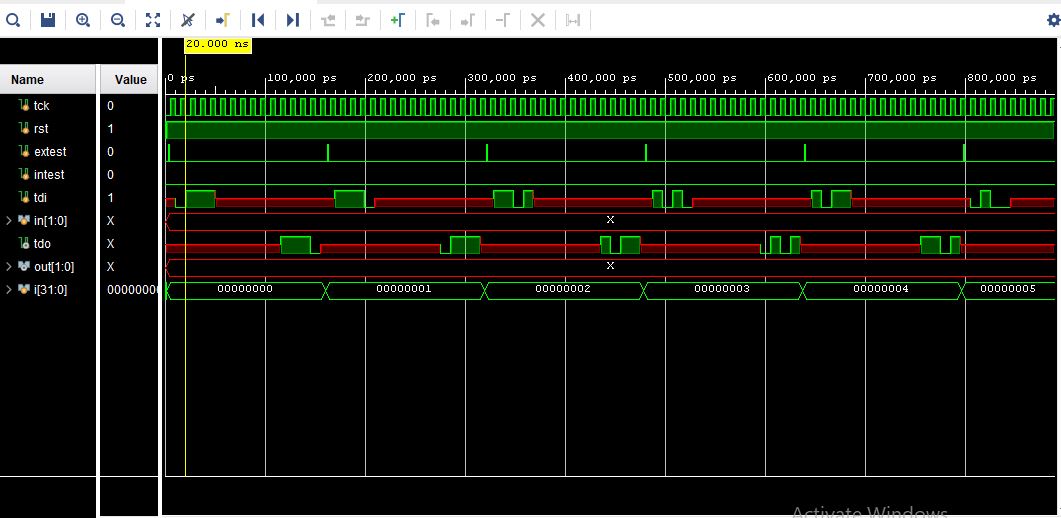 20.000 ns
Name Value
0 ps 100,000 ps 200,000 ps 300,000 ps 400,000 ps 500,000 ps 600,000 ps 700,000 ps 800,000 ps
tck 0
rst 1
extest 0
intest 0
tdi 1
in[1:0] X X
tdo X
out[1:0] X X
i[31:0] 0000000 00000000 00000001 00000002 00000003 00000004 00000005
Activate Windows